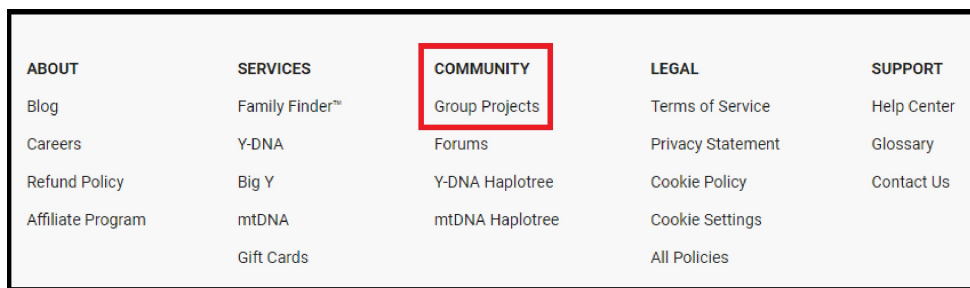 ABOUT
Blog
Careers
Refund Policy
Affiliate Program
SERVICES
Family Finder™
Y-DNA
Big Y
mtDNA
Gift Cards
COMMUNITY
Group Projects
Forums
Y-DNA Haplotree
mtDNA Haplotree
LEGAL
Terms of Service
Privacy Statement
Cookie Policy
Cookie Settings
All Policies
SUPPORT
Help Center
Glossary
Contact Us